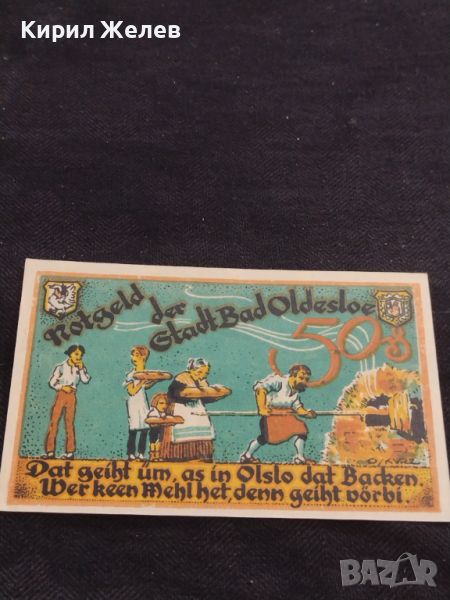 Кирил Желев
Notgeld der
Stadt Bad Oldesloe
50 ₰
Dat geiht üm, as in Olslo dat Backen,
Wer keen Mehl het, denn geiht vörbi.
BAZAR